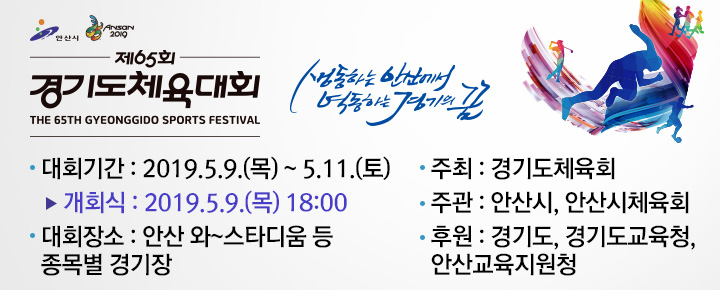 안산시
ANSAN
2019
제65회
경기도체육대회
THE 65TH GYEONGGIDO SPORTS FESTIVAL
생동하는 안산에서
역동하는 경기의 꿈
• 대회기간 : 2019.5.9.(목) ~ 5.11.(토)
▶ 개회식 : 2019.5.9.(목) 18:00
• 대회장소 : 안산 와~스타디움 등
종목별 경기장
• 주최 : 경기도체육회
• 주관 : 안산시, 안산시체육회
• 후원 : 경기도, 경기도교육청,
안산교육지원청